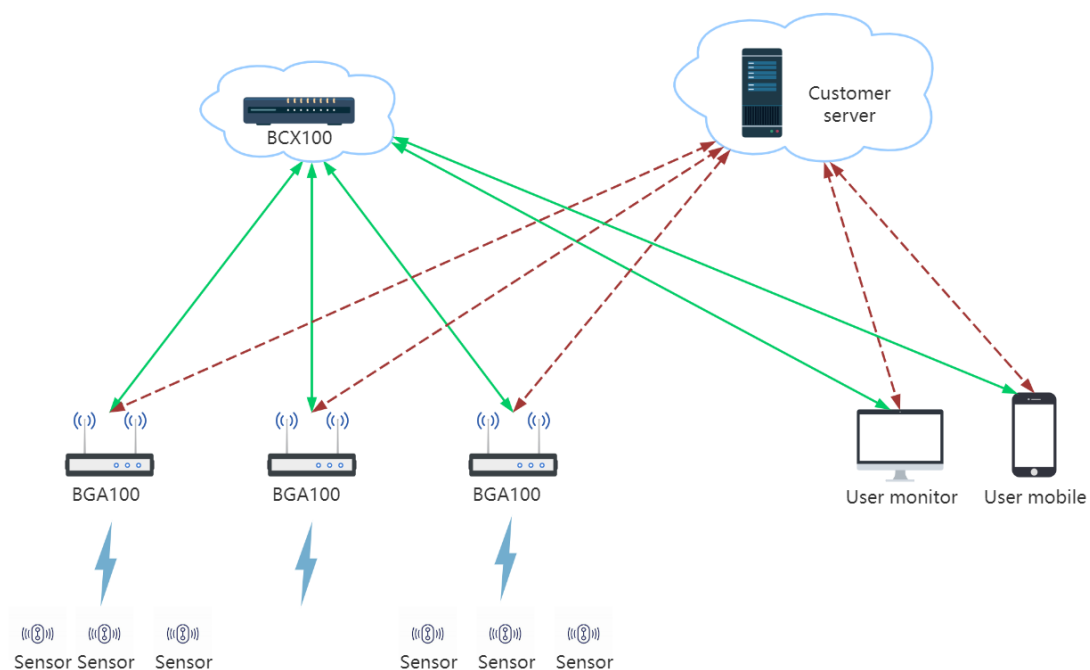 Customer
server
BCX100
BGA100
BGA100
BGA100
User monitor
User mobile
Sensor
Sensor
Sensor
Sensor
Sensor
Sensor